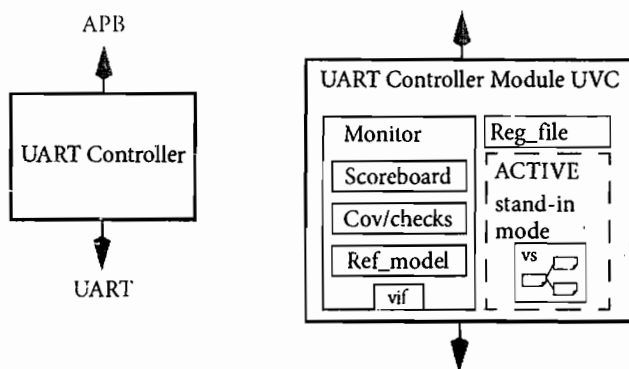 APB
UART Controller
UART
UART Controller Module UVC
Monitor
Scoreboard
Cov/checks
Ref_model
vif
Reg_file
ACTIVE
stand-in
mode
vs